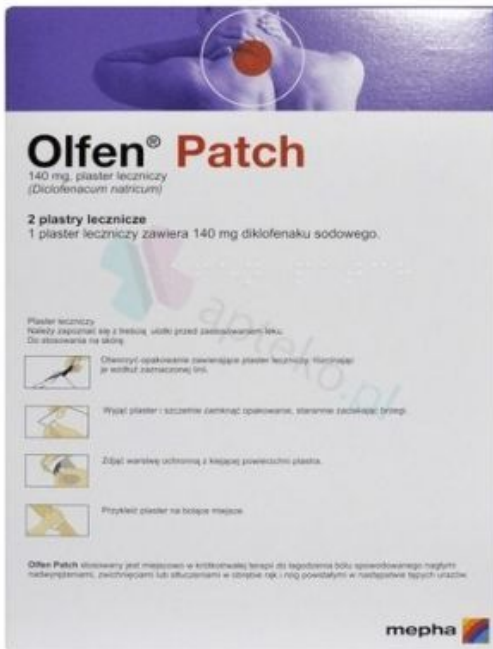 Olfen® Patch
140 mg, plaster leczniczy
(Diclofenacum natricum)
2 plastry lecznicze
1 plaster leczniczy zawiera 140 mg diklofenaku sodowego.
apteko.pl
Plaster leczniczy
Należy zapoznać się z treścią ulotki przed zastosowaniem leku.
Do stosowania na skórę.
Otworzyć opakowanie zawierające plaster leczniczy, rozcinając
je wzdłuż zaznaczonej linii.
Wyjąć plaster i szczelnie zamknąć opakowanie, starannie zaciskając brzegi.
Zdjąć warstwę ochronną z klejącej powierzchni plastra.
Przykleić plaster na bolące miejsce.
Olfen Patch stosowany jest miejscowo w krótkotrwałej terapii do łagodzenia bólu spowodowanego nagłymi
nadwyrężeniami, zwichnięciami lub stłuczeniami w obrębie rąk i nóg powstałymi w następstwie tępych urazów.
mepha